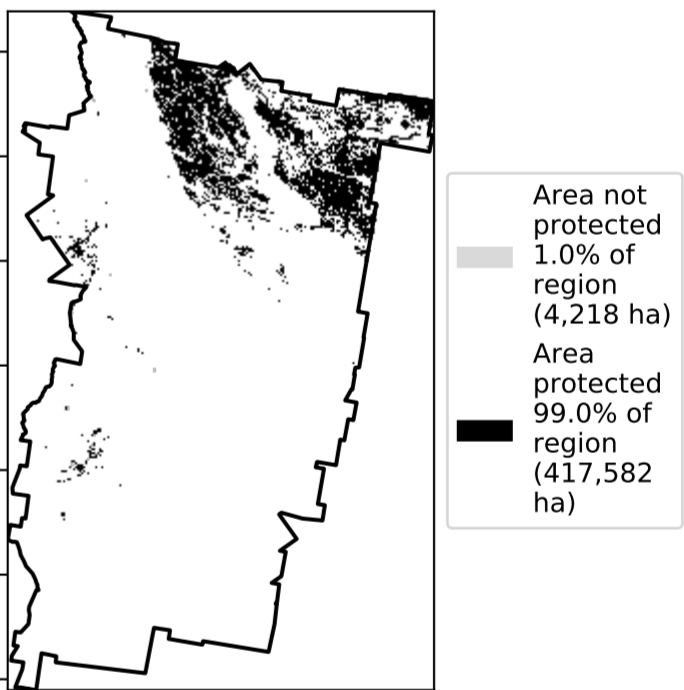 Area not
protected
1.0% of
region
(4,218 ha)
Area
protected
99.0% of
region
(417,582
ha)